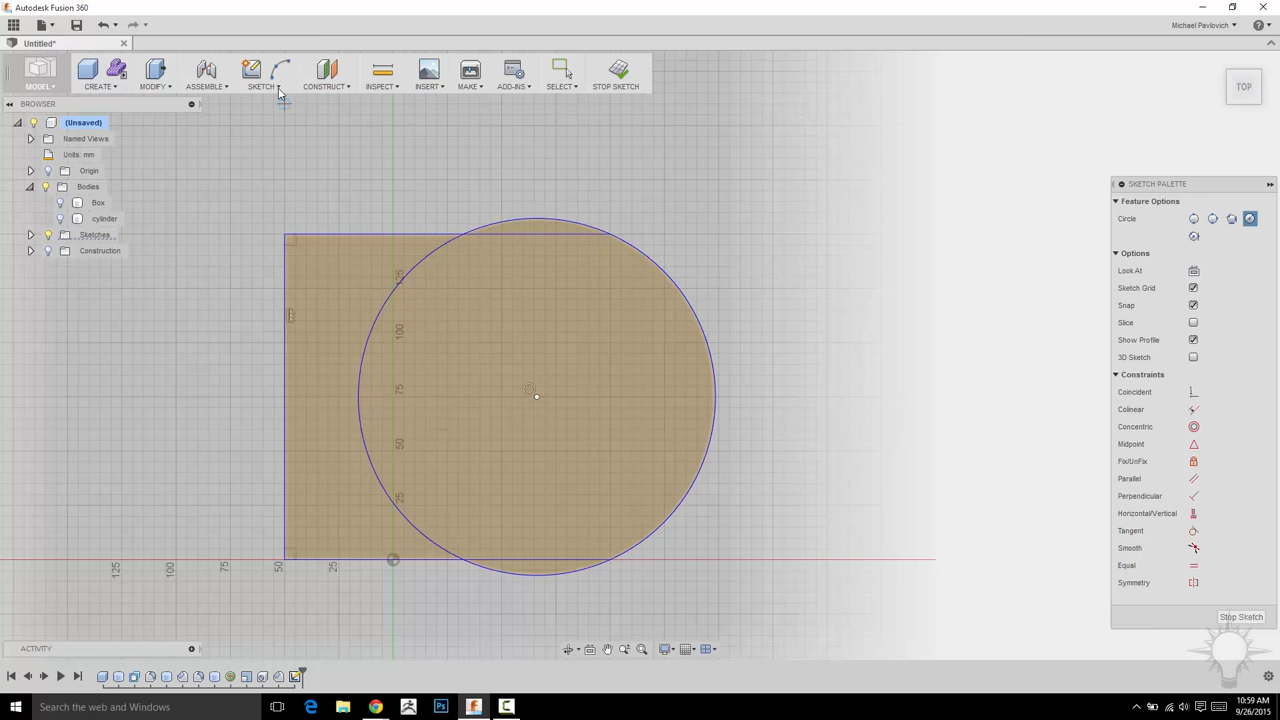 Autodesk Fusion 360
Michael Pavlovich
Untitled*
MODEL
CREATE
MODIFY
ASSEMBLE
SKETCH
CONSTRUCT
INSPECT
INSERT
MAKE
ADD-INS
SELECT
STOP SKETCH
TOP
BROWSER
(Unsaved)
Named Views
Units: mm
Origin
Bodies
Box
cylinder
Sketches
Construction
SKETCH PALETTE
Feature Options
Circle
Options
Look At
Sketch Grid
Snap
Slice
Show Profile
3D Sketch
Constraints
Coincident
Colinear
Concentric
Midpoint
Fix/UnFix
Parallel
Perpendicular
Horizontal/Vertical
Tangent
Smooth
Equal
Symmetry
Stop Sketch
125
100
75
50
25
125 100 75 50 25
ACTIVITY
Search the web and Windows
10:59 AM
9/26/2015